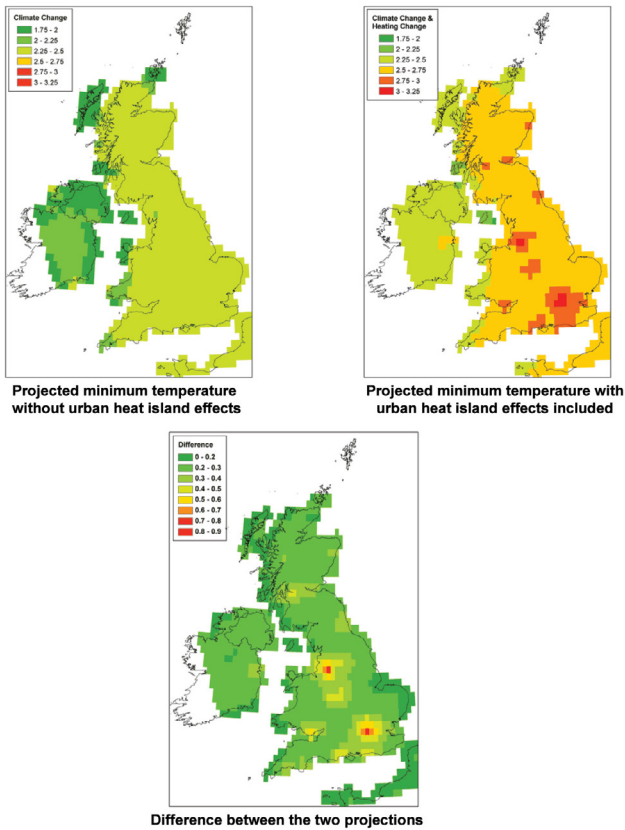 Climate Change
1.75 - 2
2 - 2.25
2.25 - 2.5
2.5 - 2.75
2.75 - 3
3 - 3.25
Projected minimum temperature
without urban heat island effects
Climate Change &
Heating Change
1.75 - 2
2 - 2.25
2.25 - 2.5
2.5 - 2.75
2.75 - 3
3 - 3.25
Projected minimum temperature with
urban heat island effects included
Difference
0 - 0.2
0.2 - 0.3
0.3 - 0.4
0.4 - 0.5
0.5 - 0.6
0.6 - 0.7
0.7 - 0.8
0.8 - 0.9
Difference between the two projections